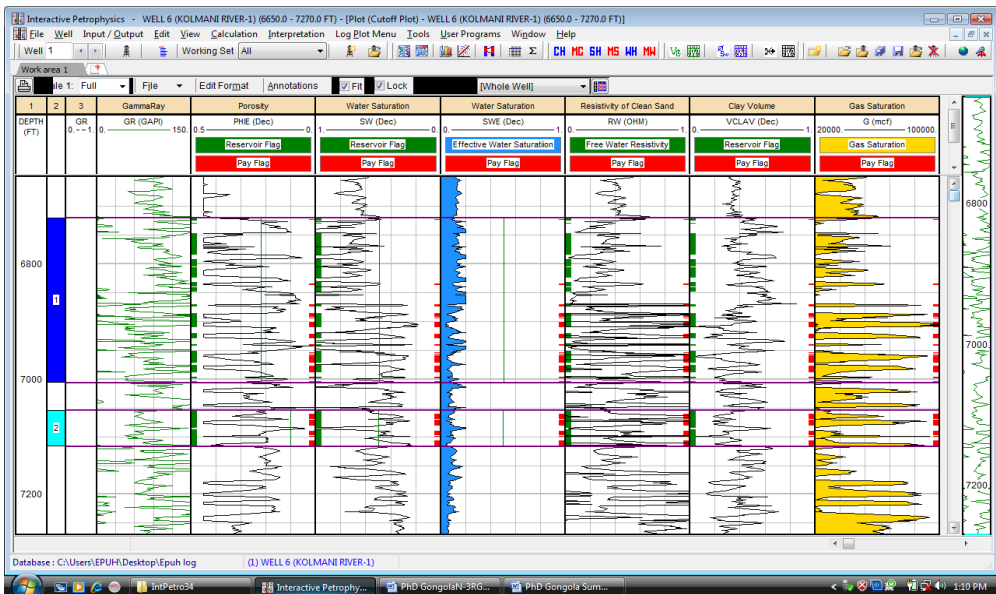 Interactive Petrophysics - WELL 6 (KOLMANI RIVER-1) (6650.0 - 7270.0 FT) - [Plot (Cutoff Plot) - WELL 6 (KOLMANI RIVER-1) (6650.0 - 7270.0 FT)]
File Well Input / Output Edit View Calculation Interpretation Log Plot Menu Tools User Programs Window Help
Well 1 Working Set All Σ CH MC SH MS WH MW
Work area 1
ale 1: Full File Edit Format Annotations Fit Lock [Whole Well]
1 2 3 GammaRay Porosity Water Saturation Water Saturation Resistivity of Clean Sand Clay Volume Gas Saturation
DEPTH GR GR (GAPI) PHIE (Dec) SW (Dec) SWE (Dec) RW (OHM) VCLAV (Dec) G (mcf)
(FT) 0.--1. 0. 150. 0.5 0. 1. 0. 0. 1. 0. 1. 0. 1. 20000. 100000.
Reservoir Flag Reservoir Flag Effective Water Saturation Free Water Resistivity Reservoir Flag Gas Saturation
Pay Flag Pay Flag Pay Flag Pay Flag Pay Flag Pay Flag
6800
6800
1
7000
7000
2
7200
7200
Database : C:\Users\EPUH\Desktop\Epuh log (1) WELL 6 (KOLMANI RIVER-1)
IntPetro34 Interactive Petrophy... PhD GongolaN-3RG... PhD Gongola Sum... 1:10 PM